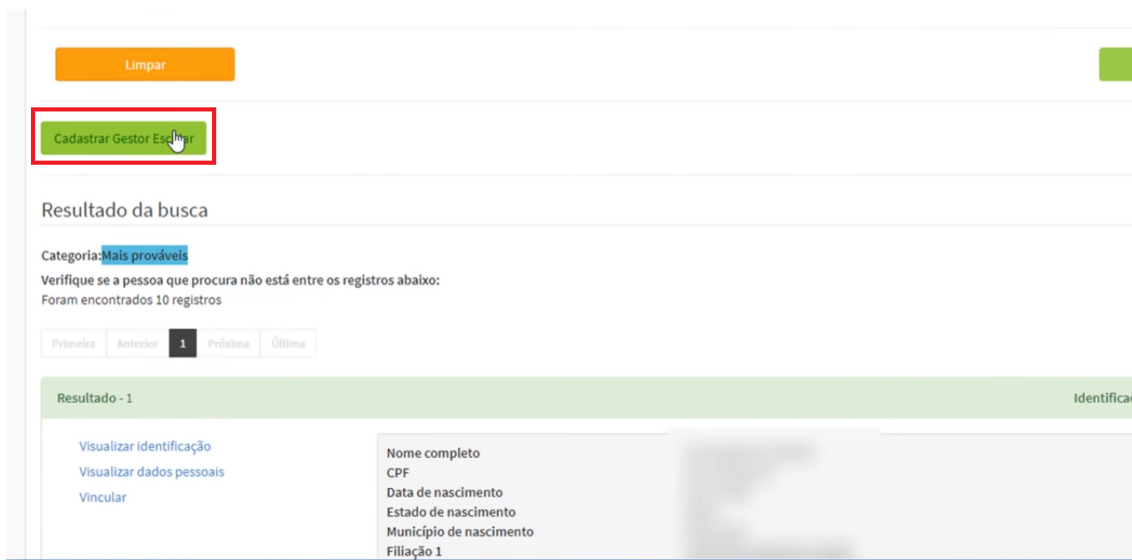 Limpar
Cadastrar Gestor Escolar
Resultado da busca
Categoria:Mais prováveis
Verifique se a pessoa que procura não está entre os registros abaixo:
Foram encontrados 10 registros
Primeira Anterior 1 Próxima Última
Resultado - 1 Identificaç
Visualizar identificação
Visualizar dados pessoais
Vincular
Nome completo
CPF
Data de nascimento
Estado de nascimento
Município de nascimento
Filiação 1